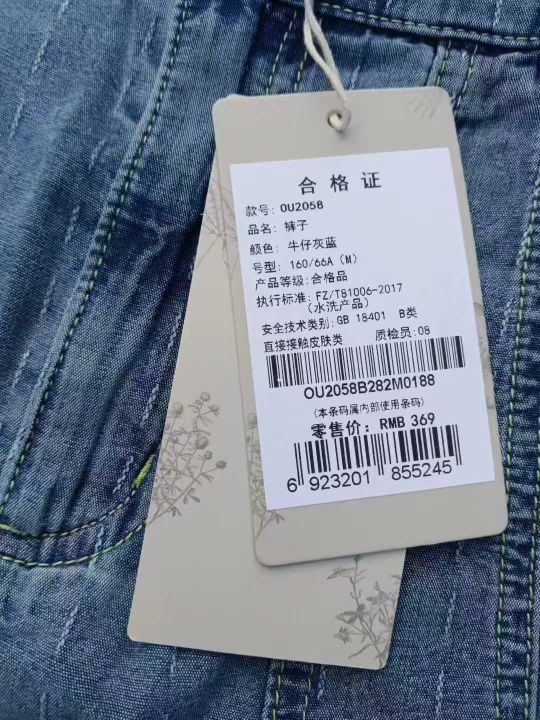 合格证
款号: OU2058
品名: 裤子
颜色: 牛仔灰蓝
号型: 160/66A (M)
产品等级:合格品
执行标准: FZ/T81006-2017
(水洗产品)
安全技术类别:GB 18401 B类
直接接触皮肤类 质检员:08
OU2058B282M0188
(本条码属内部使用条码)
零售价: RMB 369
6 923201 855245